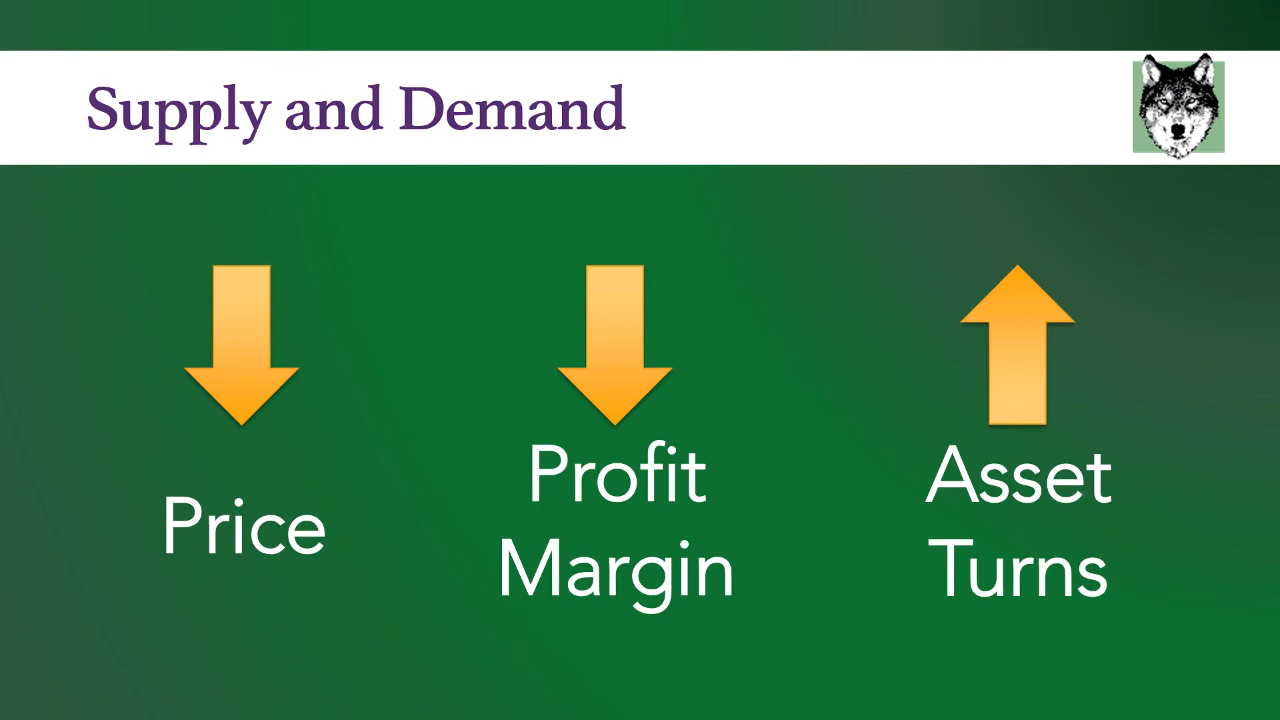 Supply and Demand
Price
Profit
Margin
Asset
Turns